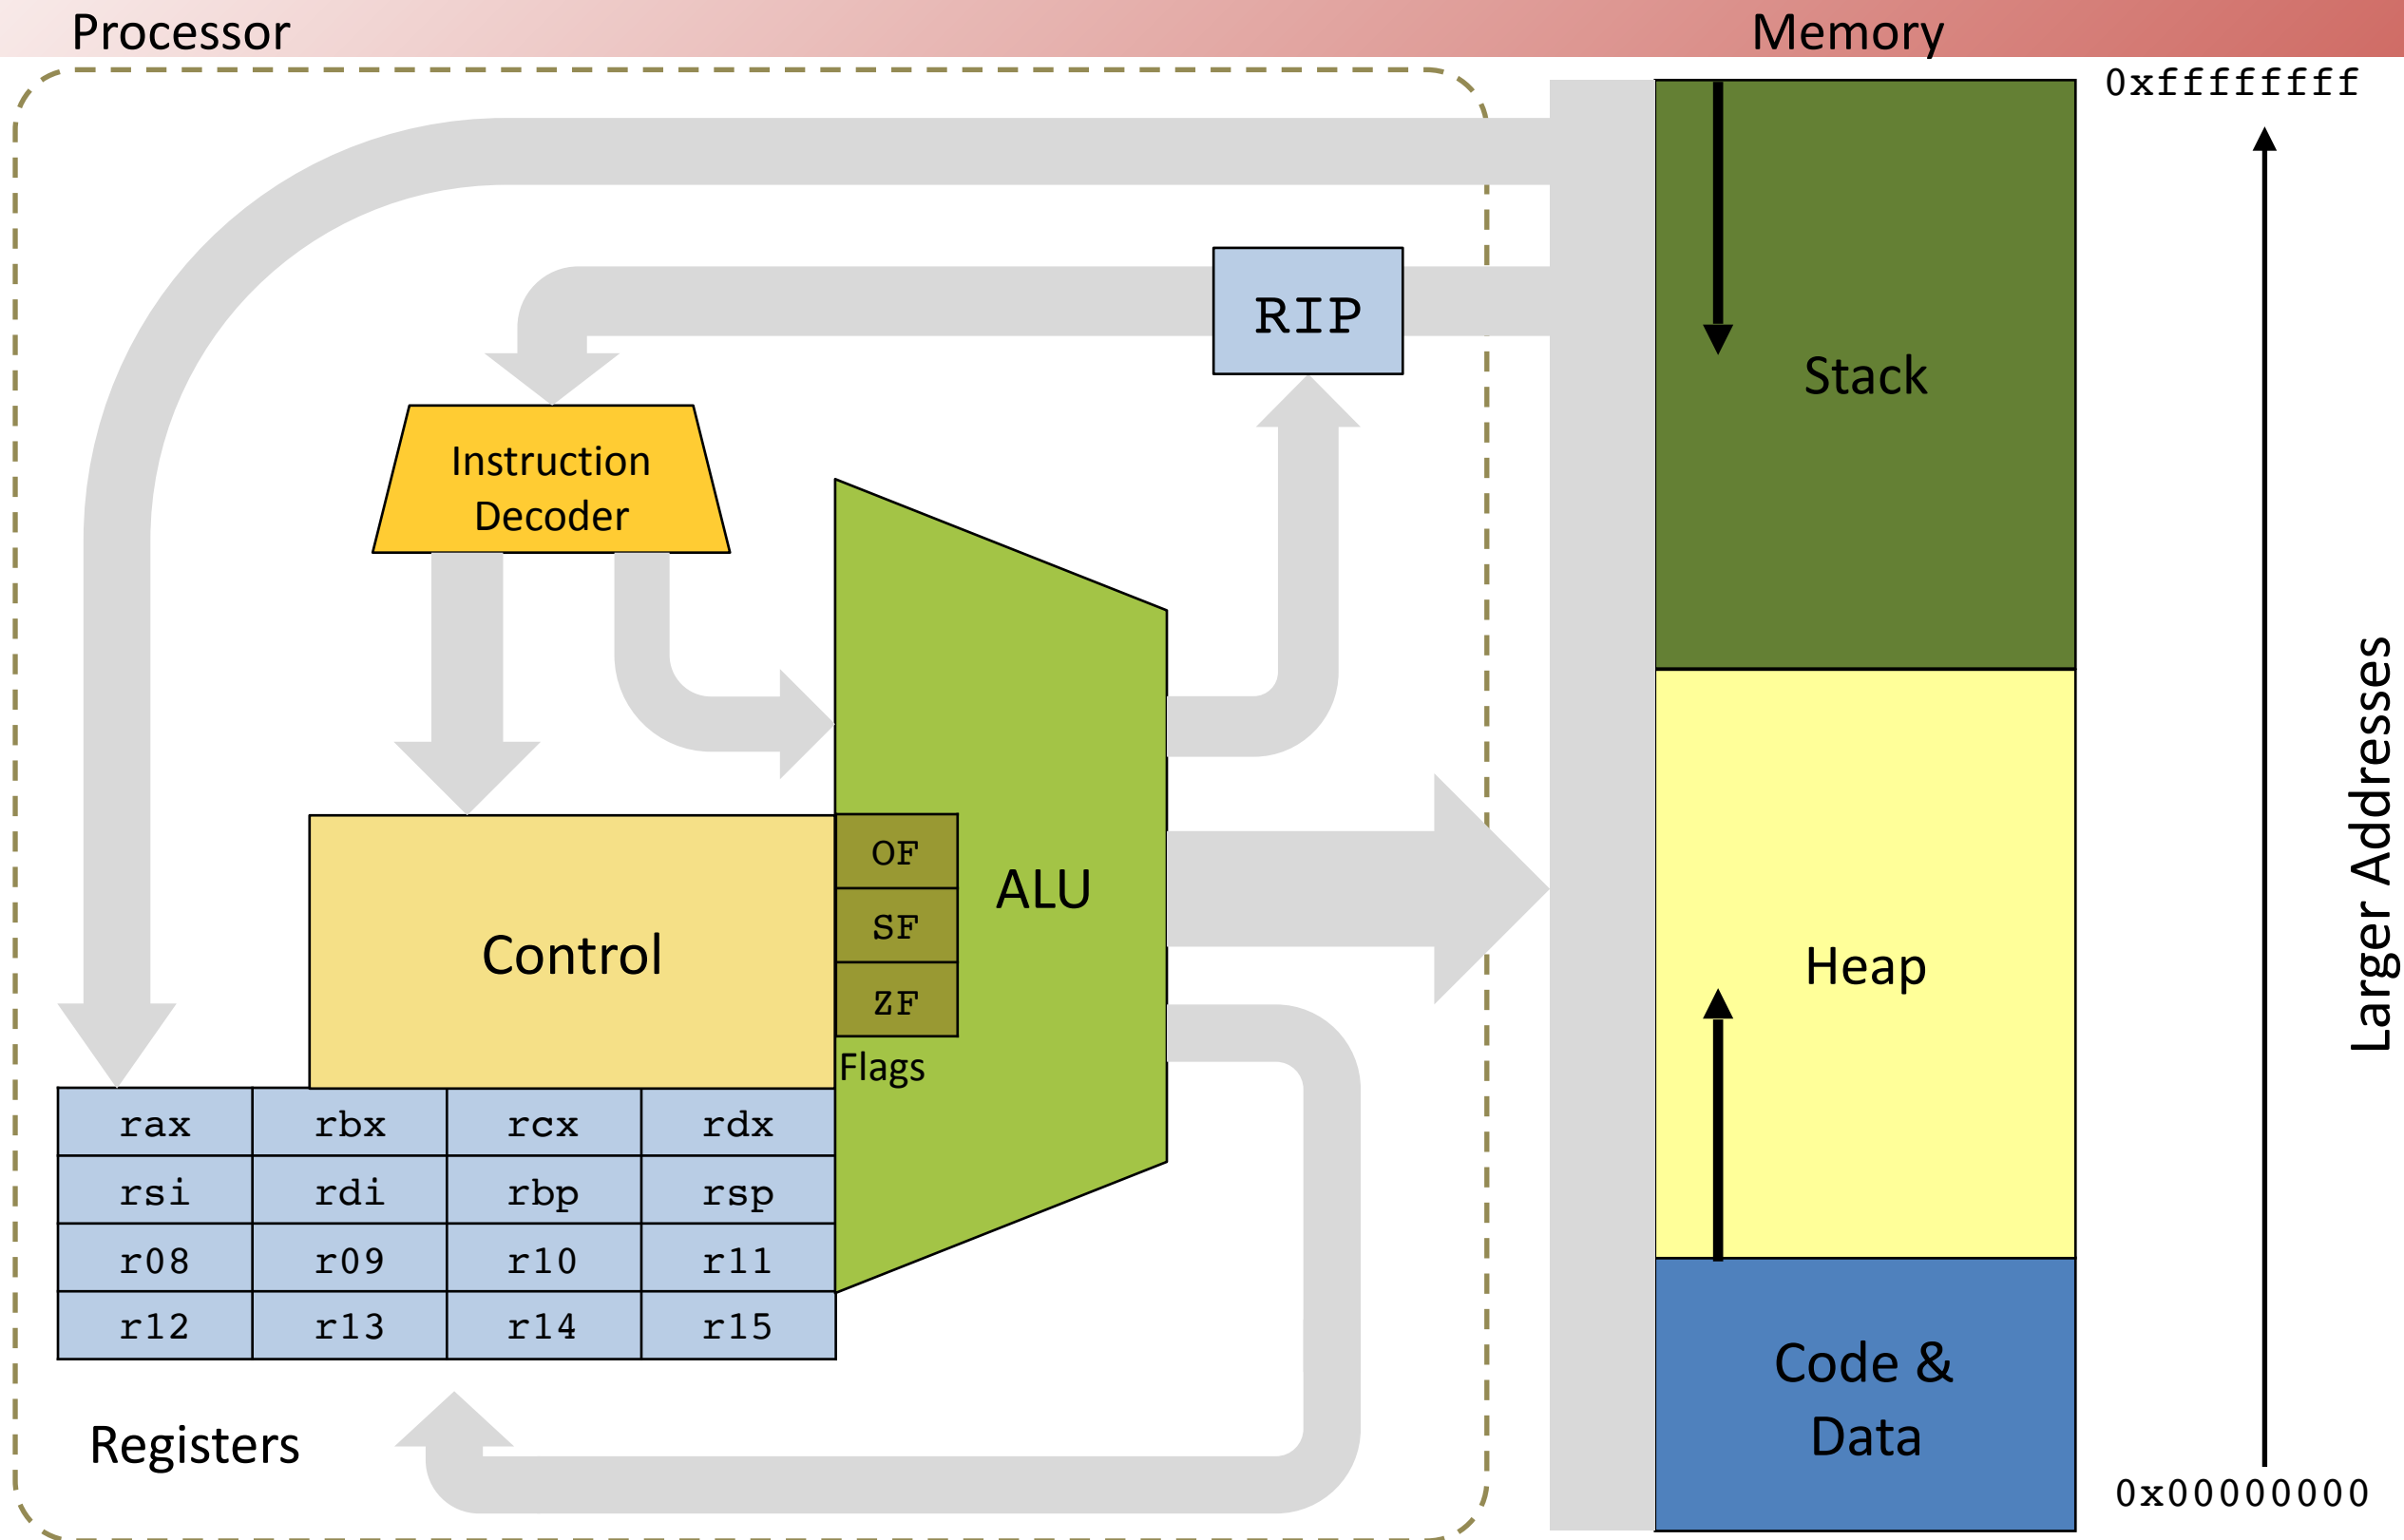 Processor
Memory
0xffffffff
RIP
Stack
Instruction
Decoder
OF
SF
ZF
Flags
ALU
Control
Heap
Larger Addresses
rax rbx rcx rdx
rsi rdi rbp rsp
r08 r09 r10 r11
r12 r13 r14 r15
Registers
Code &
Data
0x00000000